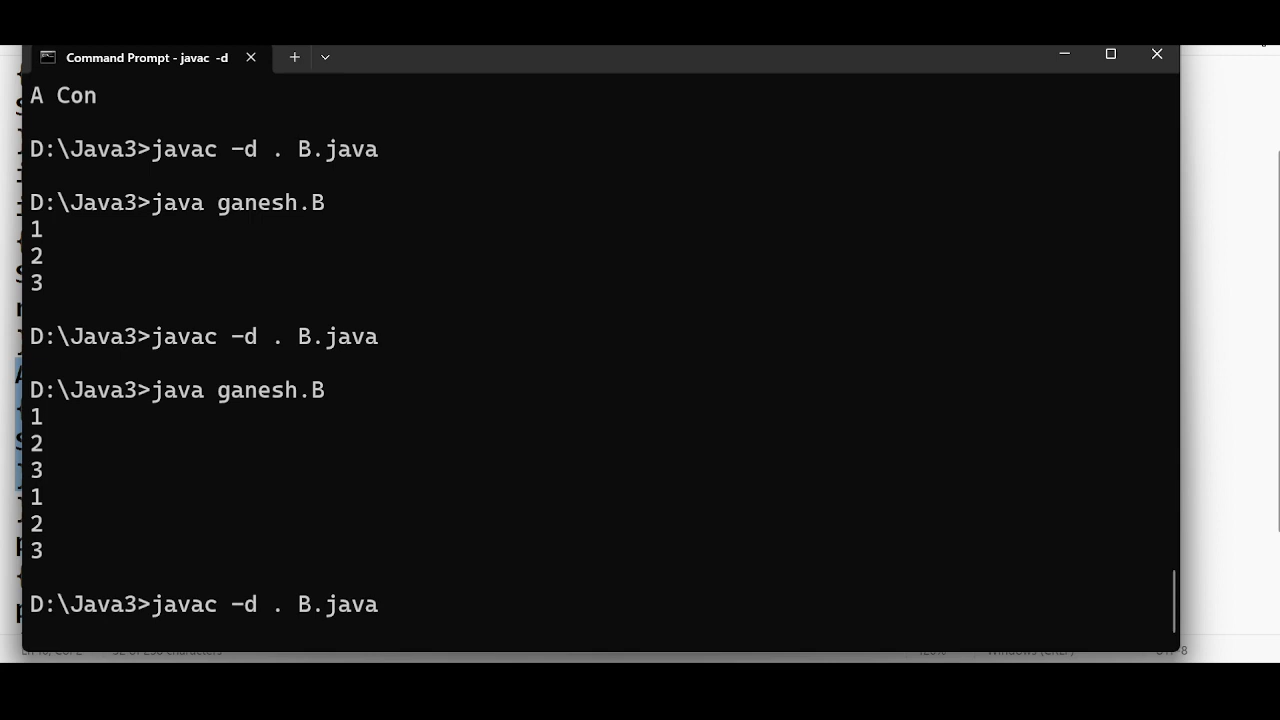 Command Prompt - javac -d
A Con
D:\Java3>javac -d . B.java
D:\Java3>java ganesh.B
1
2
3
D:\Java3>javac -d . B.java
D:\Java3>java ganesh.B
1
2
3
1
2
3
D:\Java3>javac -d . B.java